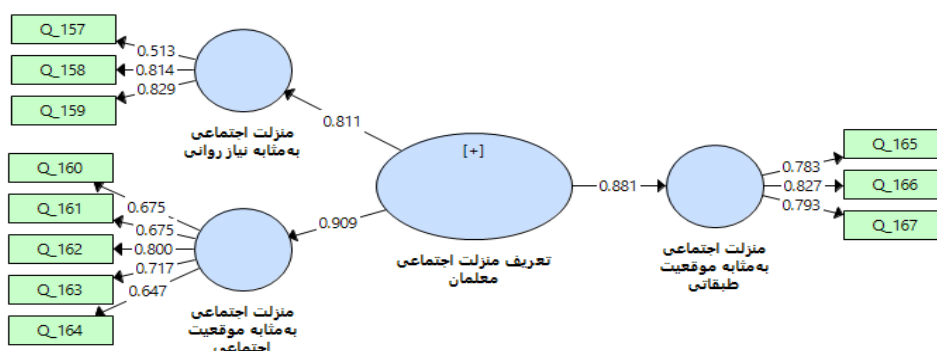 Q_157
Q_158
Q_159
0.513
0.814
0.829
منزلت اجتماعی
به‌مثابه نیاز روانی
0.811
Q_160
Q_161
Q_162
Q_163
Q_164
0.675
0.675
0.800
0.717
0.647
منزلت اجتماعی
به‌مثابه موقعیت
اجتماعی
0.909
[+]
تعریف منزلت اجتماعی
معلمان
0.881
منزلت اجتماعی
به‌مثابه موقعیت
طبقاتی
0.783
0.827
0.793
Q_165
Q_166
Q_167